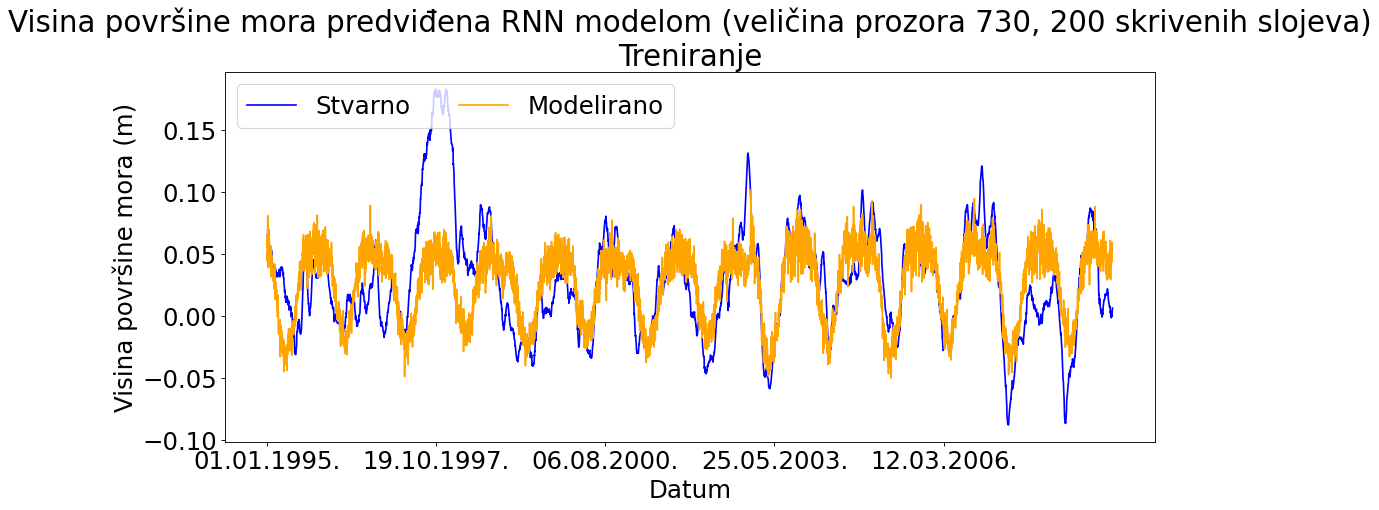 Visina površine mora predviđena RNN modelom (veličina prozora 730, 200 skrivenih slojeva)
Treniranje
Stvarno
Modelirano
Visina površine mora (m)
0.15
0.10
0.05
0.00
−0.05
−0.10
01.01.1995.
19.10.1997.
06.08.2000.
25.05.2003.
12.03.2006.
Datum